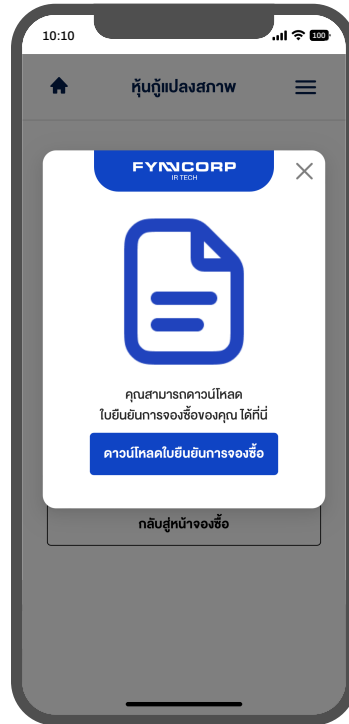 10:10
100
หุ้นกู้แปลงสภาพ
FYNNCORP
IR TECH
คุณสามารถดาวน์โหลด
ใบยืนยันการจองซื้อของคุณ ได้ที่นี่
ดาวน์โหลดใบยืนยันการจองซื้อ
กลับสู่หน้าจองซื้อ